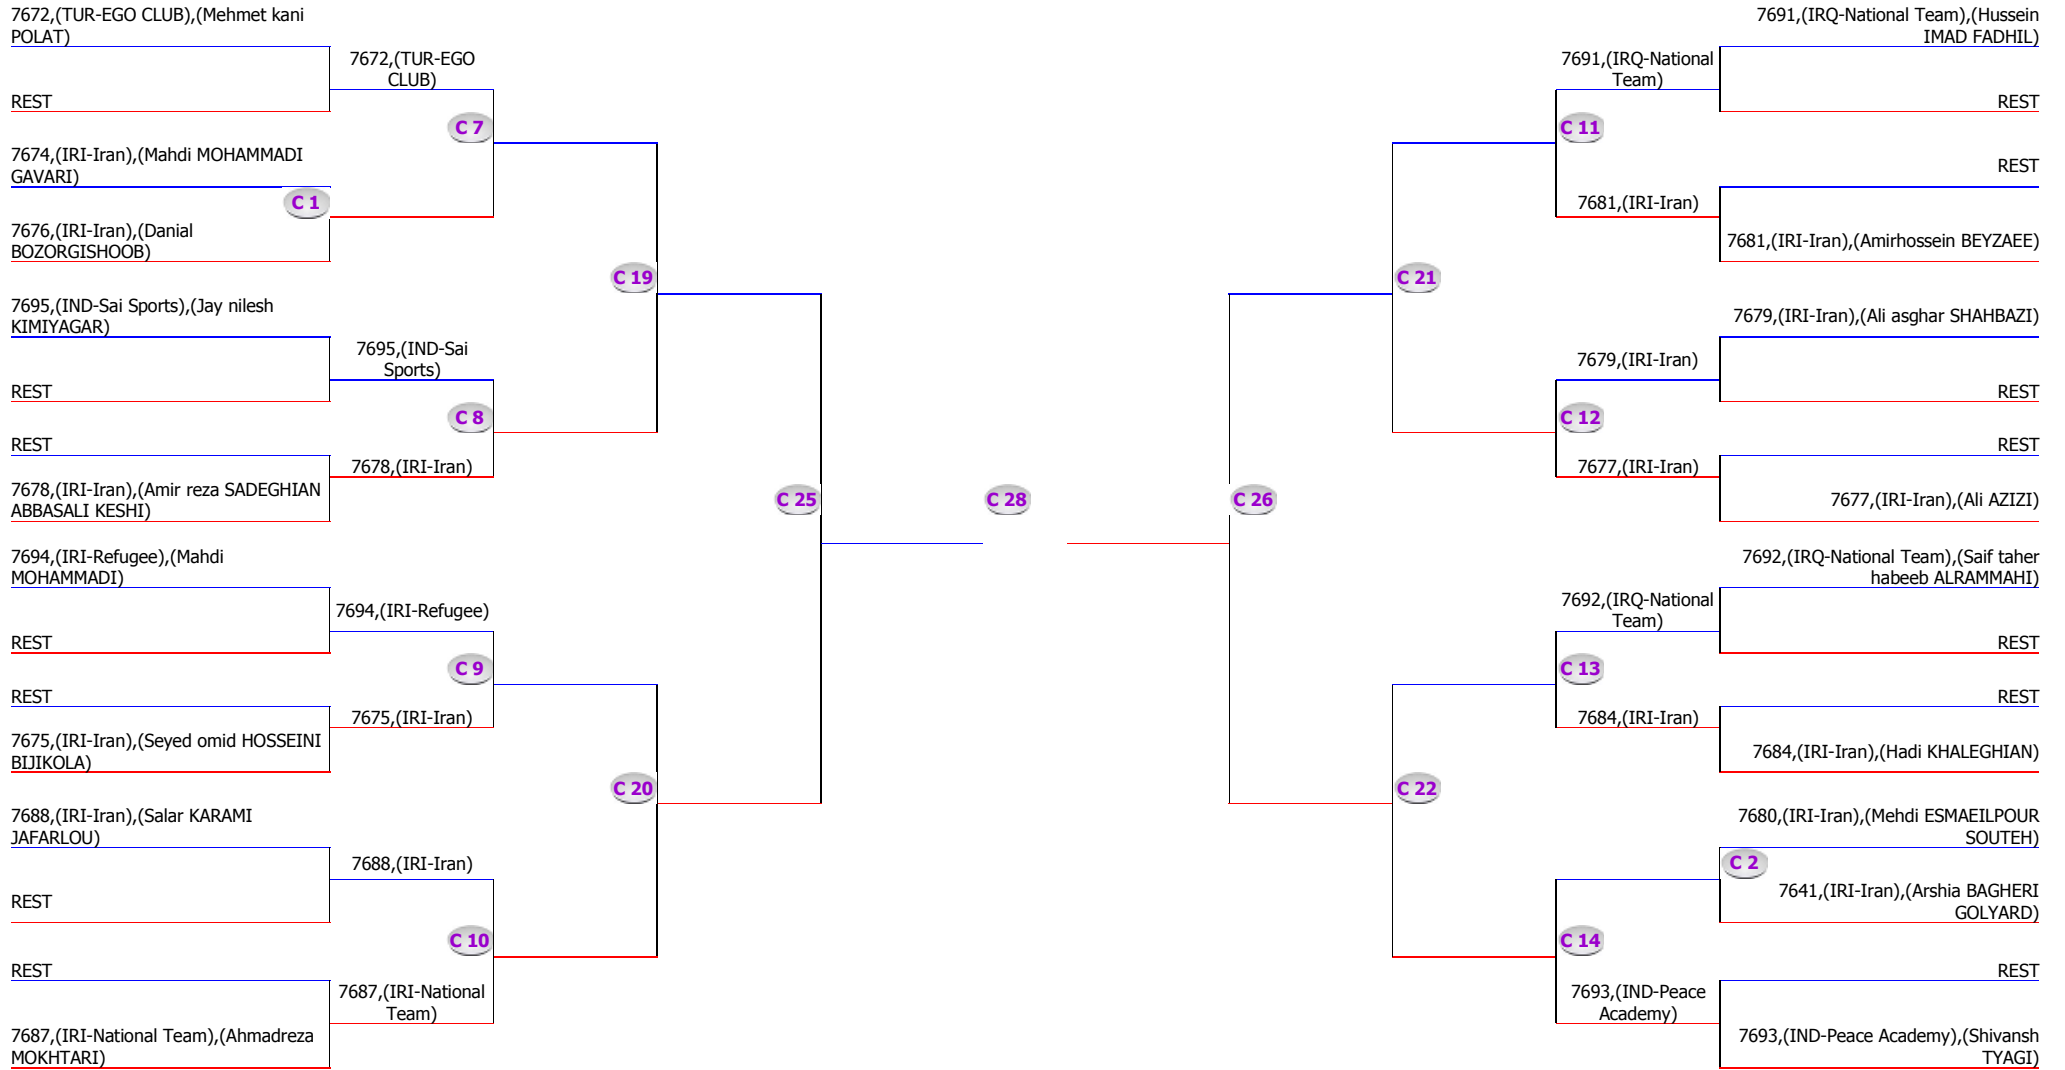 7672,(TUR-EGO CLUB),(Mehmet kani
POLAT)
REST
7672,(TUR-EGO
CLUB)
C 7
7674,(IRI-Iran),(Mahdi MOHAMMADI
GAVARI)
C 1
7676,(IRI-Iran),(Danial
BOZORGISHOOB)
C 19
7695,(IND-Sai Sports),(Jay nilesh
KIMIYAGAR)
7695,(IND-Sai
Sports)
REST
C 8
REST
7678,(IRI-Iran)
7678,(IRI-Iran),(Amir reza SADEGHIAN
ABBASALI KESHI)
C 25
7694,(IRI-Refugee),(Mahdi
MOHAMMADI)
7694,(IRI-Refugee)
REST
C 9
REST
7675,(IRI-Iran)
7675,(IRI-Iran),(Seyed omid HOSSEINI
BIJIKOLA)
C 20
7688,(IRI-Iran),(Salar KARAMI
JAFARLOU)
7688,(IRI-Iran)
REST
C 10
REST
7687,(IRI-National
Team)
7687,(IRI-National Team),(Ahmadreza
MOKHTARI)
C 28
7691,(IRQ-National Team),(Hussein
IMAD FADHIL)
7691,(IRQ-National
Team)
REST
C 11
REST
7681,(IRI-Iran)
7681,(IRI-Iran),(Amirhossein BEYZAEE)
C 21
7679,(IRI-Iran),(Ali asghar SHAHBAZI)
7679,(IRI-Iran)
REST
C 12
REST
7677,(IRI-Iran)
7677,(IRI-Iran),(Ali AZIZI)
C 26
7692,(IRQ-National Team),(Saif taher
habeeb ALRAMMAHI)
7692,(IRQ-National
Team)
REST
C 13
REST
7684,(IRI-Iran)
7684,(IRI-Iran),(Hadi KHALEGHIAN)
C 22
7680,(IRI-Iran),(Mehdi ESMAEILPOUR
SOUTEH)
C 2
7641,(IRI-Iran),(Arshia BAGHERI
GOLYARD)
C 14
REST
7693,(IND-Peace
Academy)
7693,(IND-Peace Academy),(Shivansh
TYAGI)